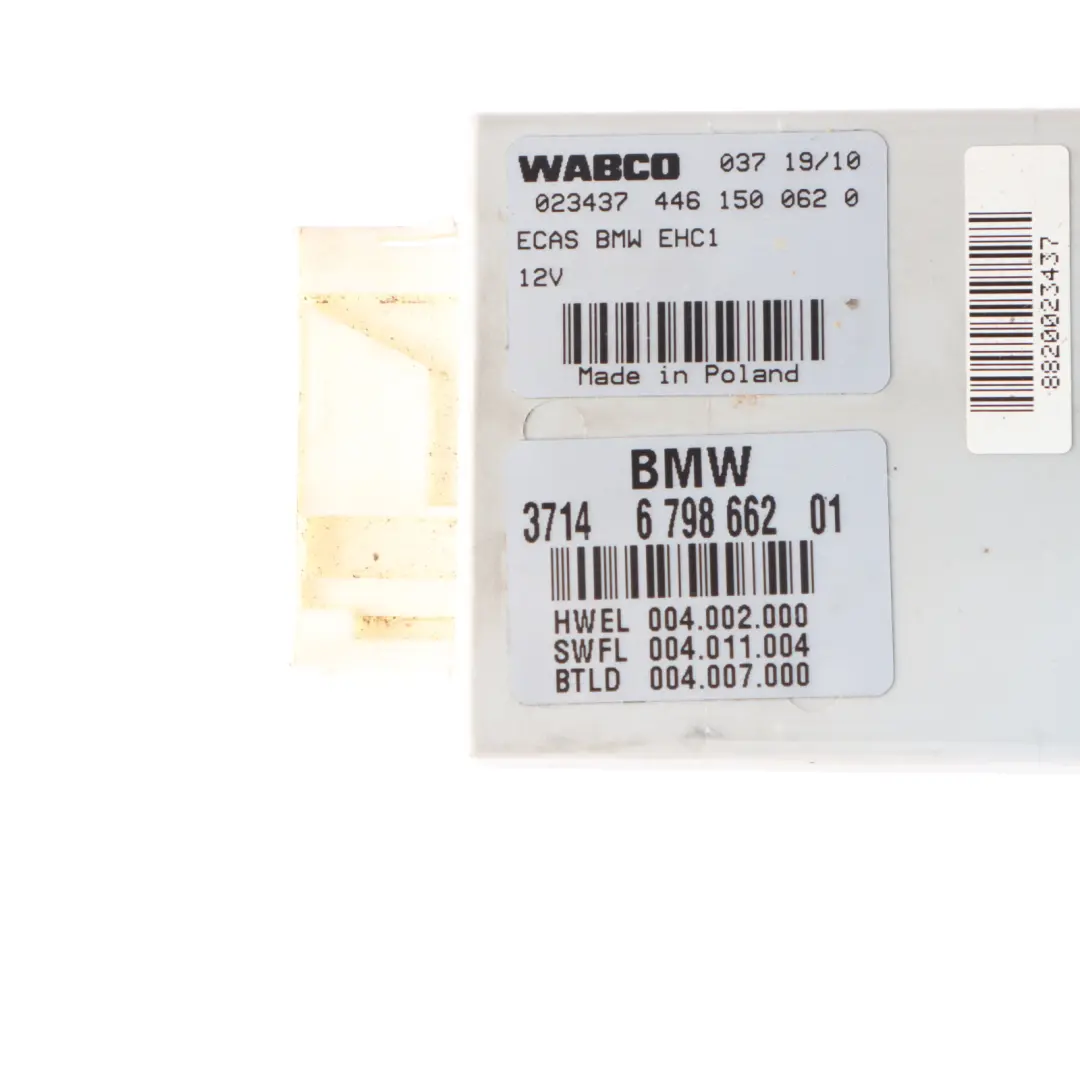 WABCO 037 19/10
023437 446 150 062 0
ECAS BMW EHC1
12V
Made in Poland
BMW
3714 6 798 662 01
HWEL 004.002.000
SWFL 004.011.004
BTLD 004.007.000
8820023437